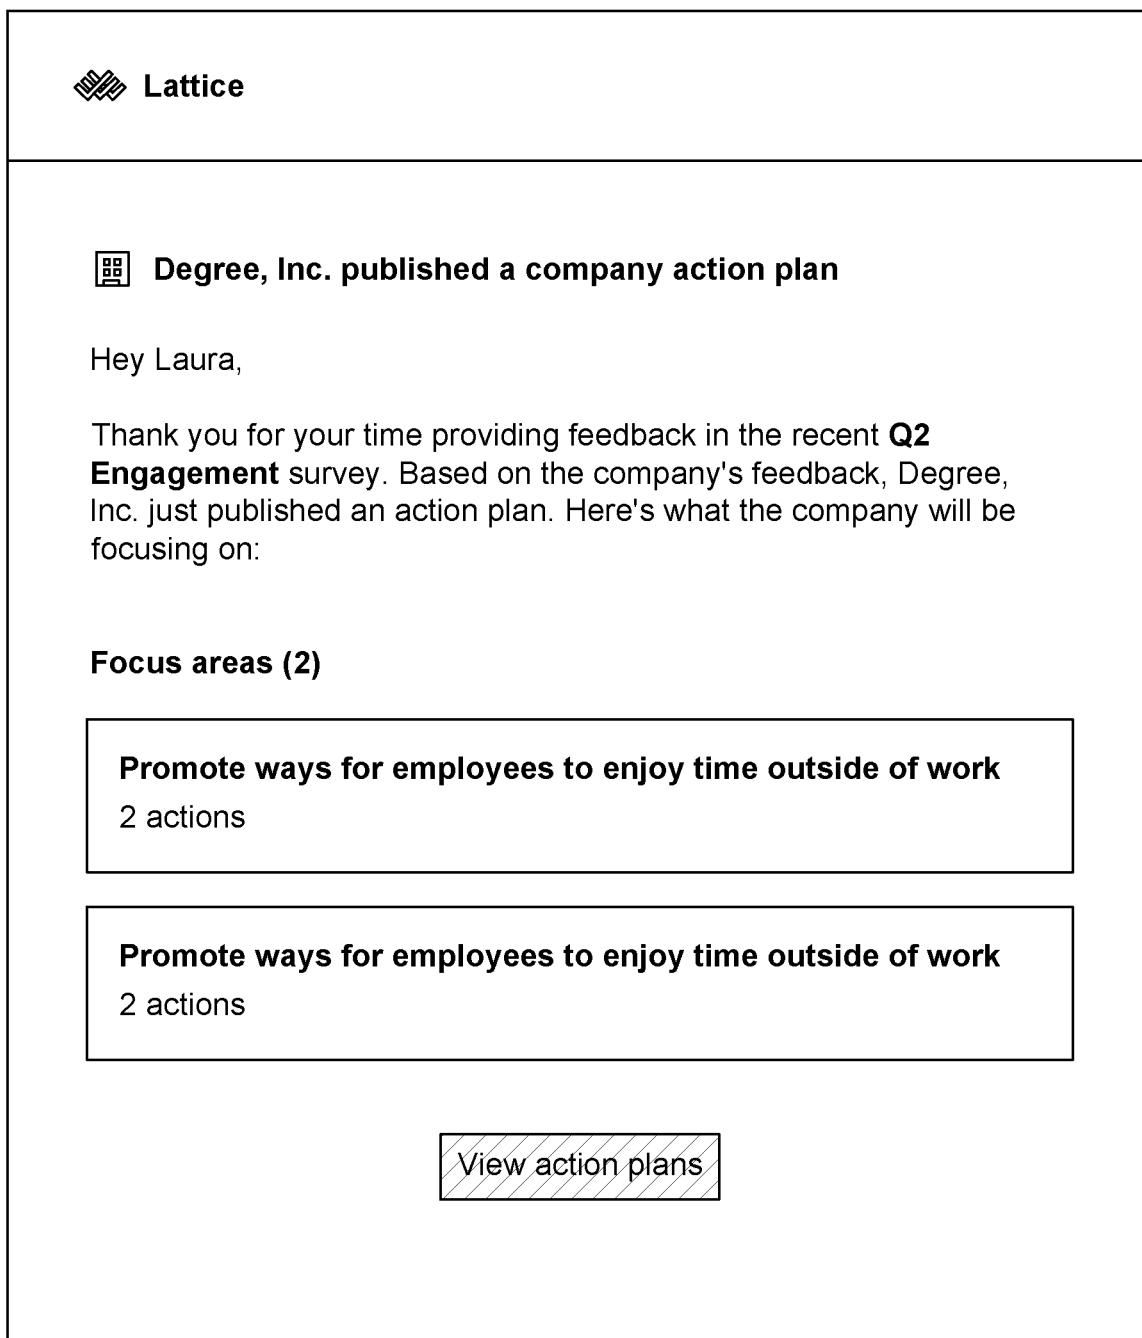 Lattice
Degree, Inc. published a company action plan
Hey Laura,
Thank you for your time providing feedback in the recent Q2
Engagement survey. Based on the company's feedback, Degree,
Inc. just published an action plan. Here's what the company will be
focusing on:
Focus areas (2)
Promote ways for employees to enjoy time outside of work
2 actions
Promote ways for employees to enjoy time outside of work
2 actions
View action plans